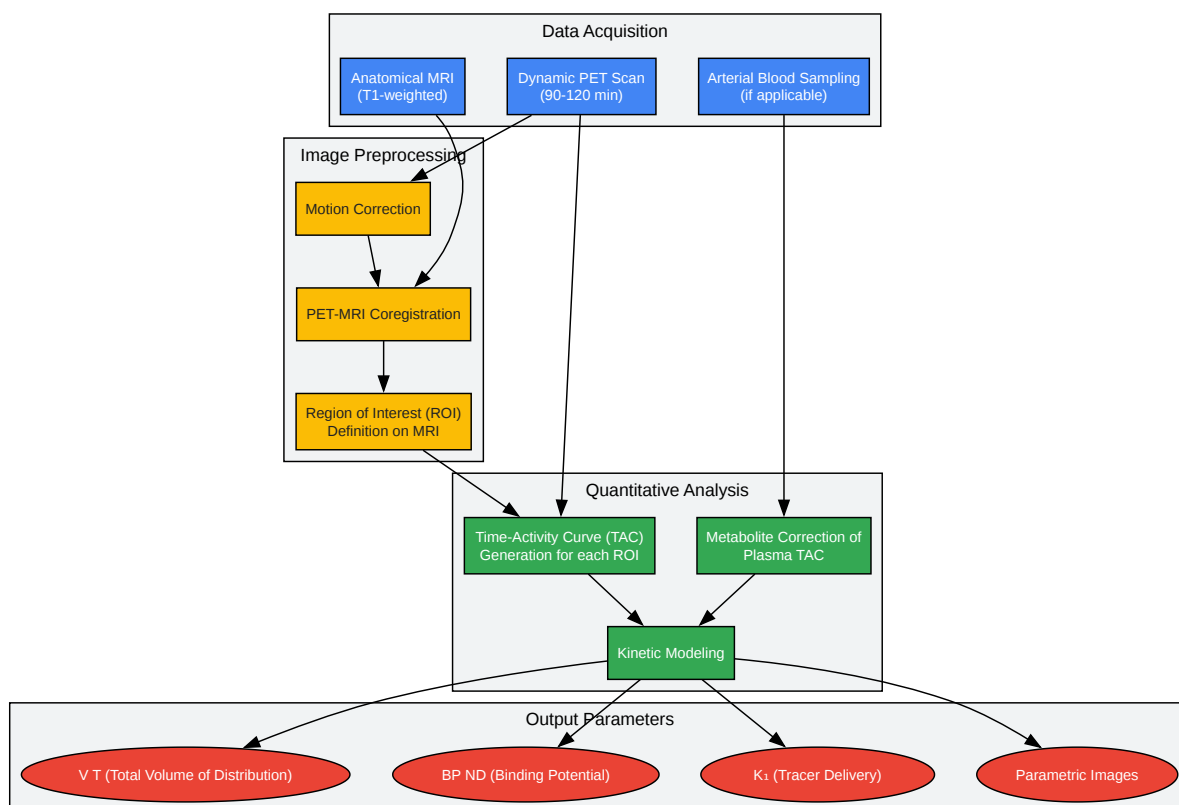 Data Acquisition
Anatomical MRI
(T1-weighted)
Dynamic PET Scan
(90-120 min)
Arterial Blood Sampling
(if applicable)
Image Preprocessing
Motion Correction
PET-MRI Coregistration
Region of Interest (ROI)
Definition on MRI
Quantitative Analysis
Time-Activity Curve (TAC)
Generation for each ROI
Metabolite Correction of
Plasma TAC
Kinetic Modeling
Output Parameters
V T (Total Volume of Distribution)
BP ND (Binding Potential)
K₁ (Tracer Delivery)
Parametric Images